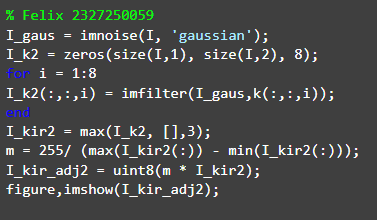 % Felix 2327250059
I_gaus = imnoise(I, 'gaussian');
I_k2 = zeros(size(I,1), size(I,2), 8);
for i = 1:8
I_k2(:,:,i) = imfilter(I_gaus,k(:,:,i));
end
I_kir2 = max(I_k2, [],3);
m = 255/ (max(I_kir2(:)) - min(I_kir2(:)));
I_kir_adj2 = uint8(m * I_kir2);
figure,imshow(I_kir_adj2);